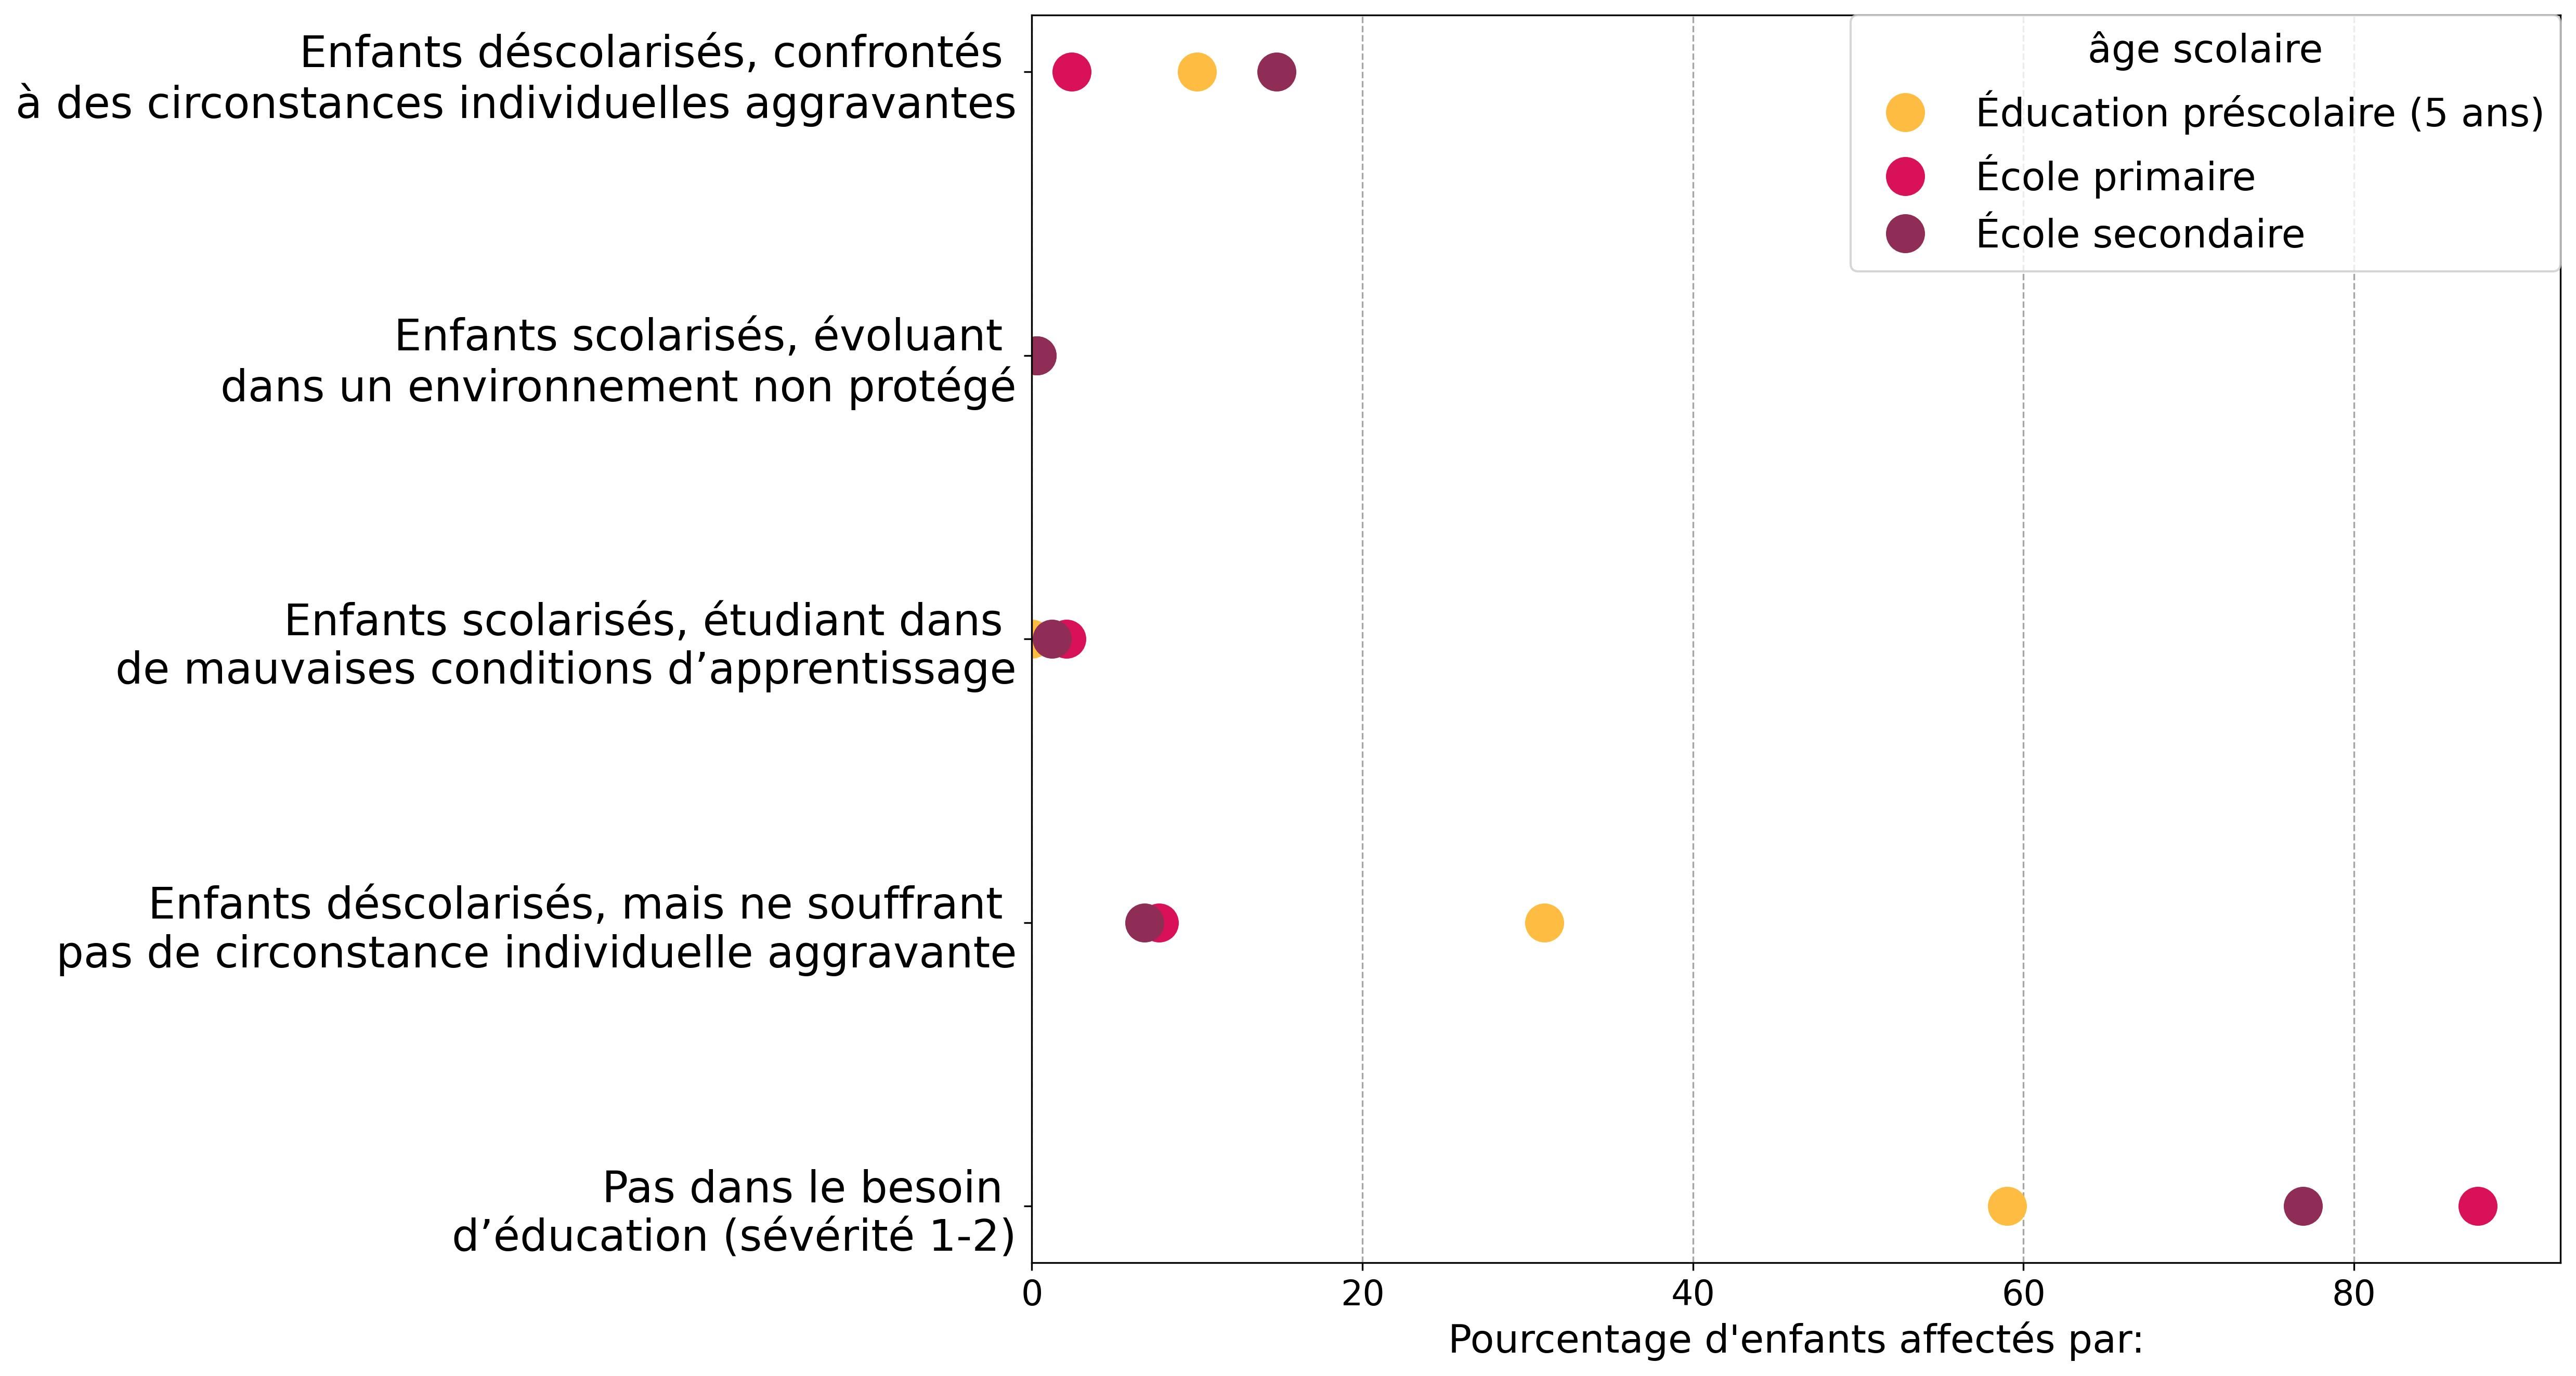 Enfants déscolarisés, confrontés
à des circonstances individuelles aggravantes
Enfants scolarisés, évoluant
dans un environnement non protégé
Enfants scolarisés, étudiant dans
de mauvaises conditions d’apprentissage
Enfants déscolarisés, mais ne souffrant
pas de circonstance individuelle aggravante
Pas dans le besoin
d’éducation (sévérité 1-2)
âge scolaire
Éducation préscolaire (5 ans)
École primaire
École secondaire
0 20 40 60 80
Pourcentage d'enfants affectés par: